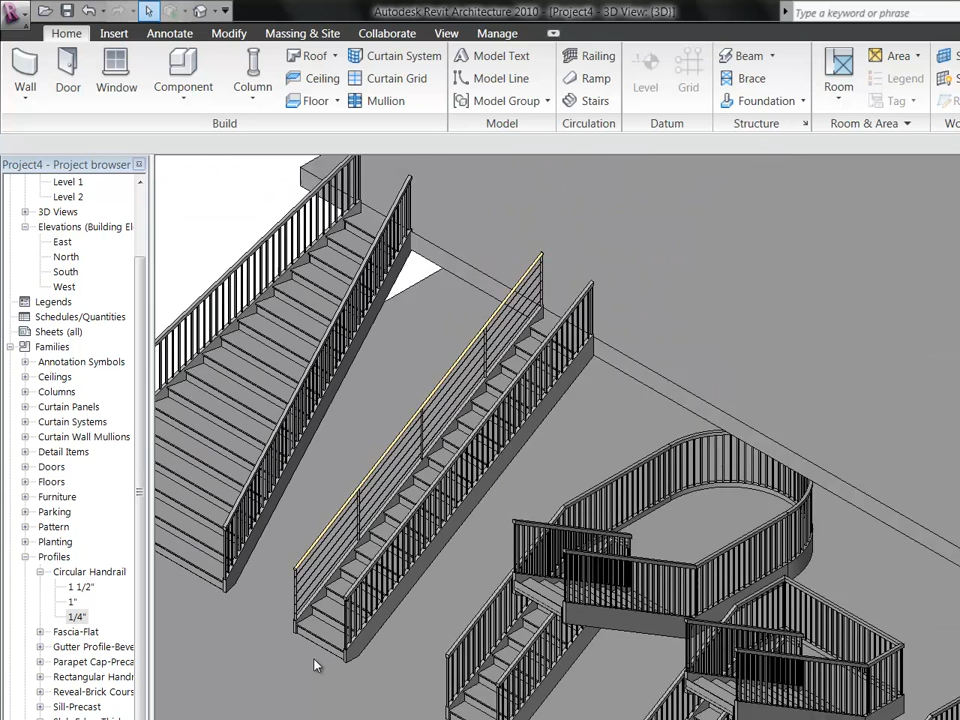 Autodesk Revit Architecture 2010 - [Project4 - 3D View: {3D}]
Type a keyword or phrase
Home Insert Annotate Modify Massing & Site Collaborate View Manage
Wall Door Window Component Column
Roof Curtain System
Ceiling Curtain Grid
Floor Mullion
Build
Model Text
Model Line
Model Group
Model
Railing
Ramp
Stairs
Circulation
Level Grid
Datum
Beam
Brace
Foundation
Structure
Room
Area
Legend
Tag
Room & Area
Project4 - Project browser
Level 1
Level 2
3D Views
Elevations (Building El
East
North
South
West
Legends
Schedules/Quantities
Sheets (all)
Families
Annotation Symbols
Ceilings
Columns
Curtain Panels
Curtain Systems
Curtain Wall Mullions
Detail Items
Doors
Floors
Furniture
Parking
Pattern
Planting
Profiles
Circular Handrail
1 1/2"
1"
1/4"
Fascia-Flat
Gutter Profile-Beve
Parapet Cap-Preca
Rectangular Handr
Reveal-Brick Cours
Sill-Precast